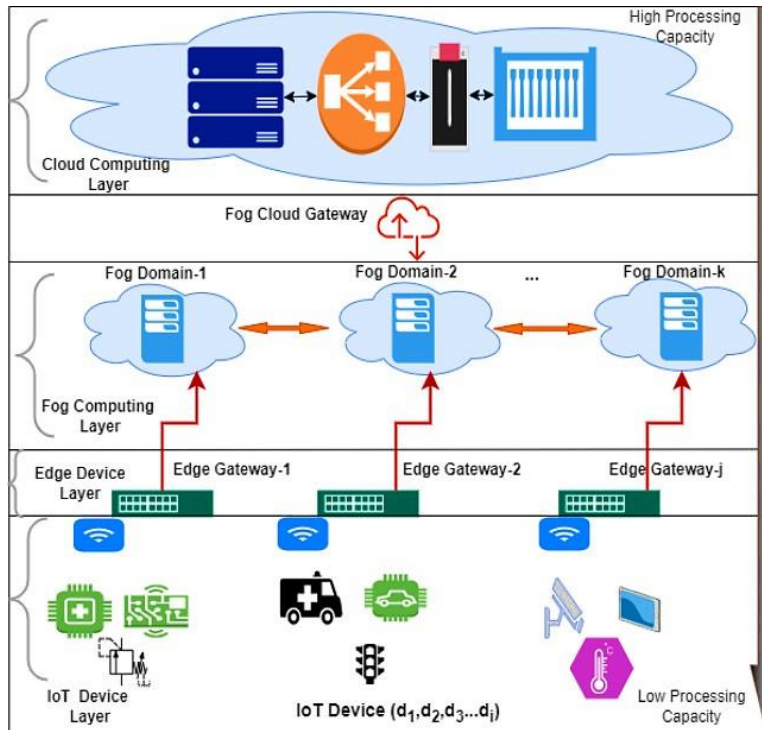 High Processing
Capacity
Cloud Computing
Layer
Fog Cloud Gateway
Fog Domain-1
Fog Domain-2
...
Fog Domain-k
Fog Computing
Layer
Edge Device
Layer
Edge Gateway-1
Edge Gateway-2
Edge Gateway-j
°C
IoT Device
Layer
IoT Device (d₁,d₂,d₃...dᵢ)
Low Processing
Capacity